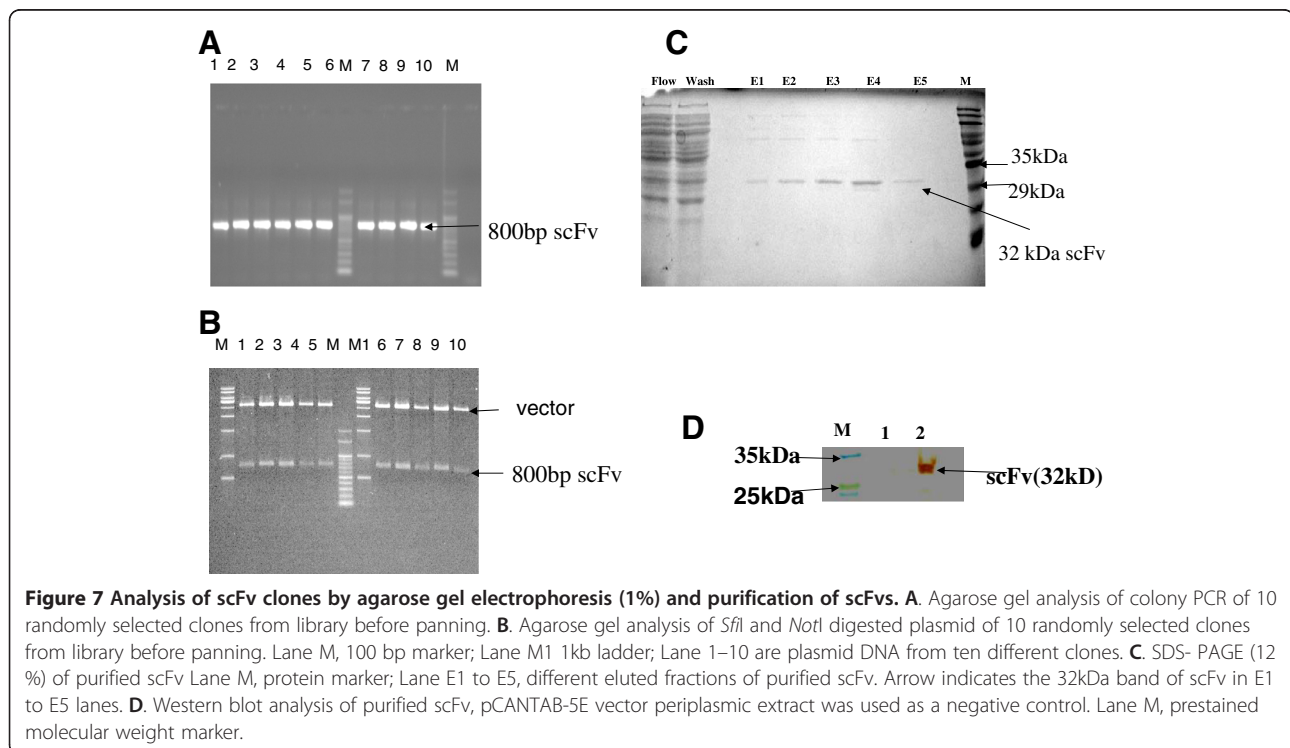 A
1 2 3 4 5 6 M 7 8 9 10 M
800bp scFv
B
M 1 2 3 4 5 M M1 6 7 8 9 10
vector
800bp scFv
C
Flow Wash E1 E2 E3 E4 E5 M
35kDa
29kDa
32 kDa scFv
D
M 1 2
35kDa
scFv(32kD)
25kDa
Figure 7 Analysis of scFv clones by agarose gel electrophoresis (1%) and purification of scFvs. A. Agarose gel analysis of colony PCR of 10
randomly selected clones from library before panning. B. Agarose gel analysis of SfiI and NotI digested plasmid of 10 randomly selected clones
from library before panning. Lane M, 100 bp marker; Lane M1 1kb ladder; Lane 1–10 are plasmid DNA from ten different clones. C. SDS- PAGE (12
%) of purified scFv Lane M, protein marker; Lane E1 to E5, different eluted fractions of purified scFv. Arrow indicates the 32kDa band of scFv in E1
to E5 lanes. D. Western blot analysis of purified scFv, pCANTAB-5E vector periplasmic extract was used as a negative control. Lane M, prestained
molecular weight marker.